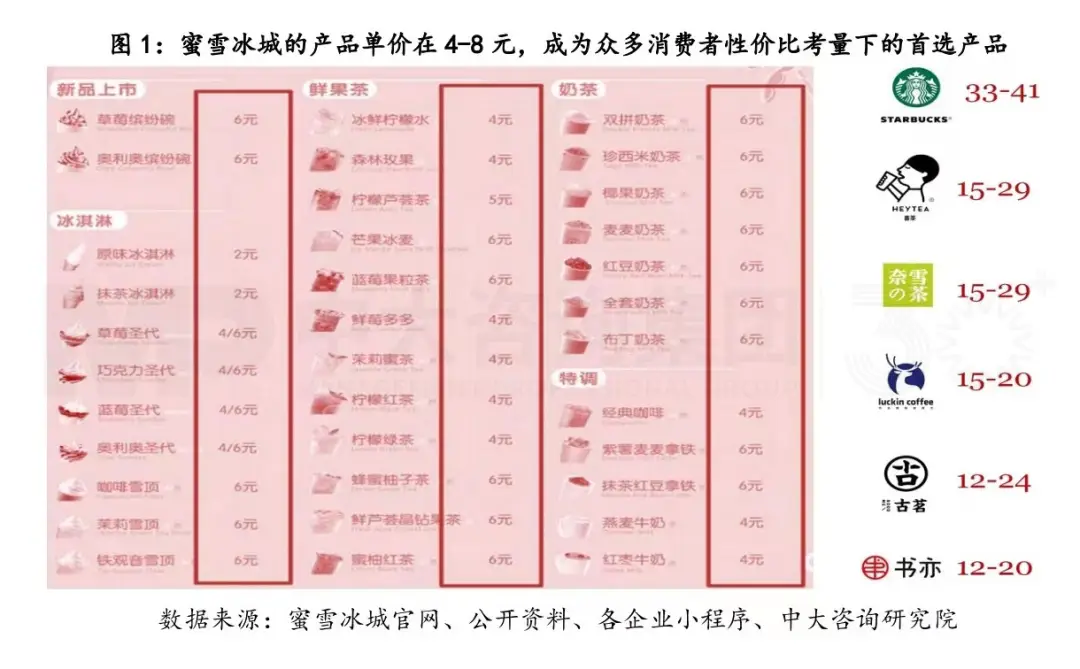 图1：蜜雪冰城的产品单价在4-8元，成为众多消费者性价比考量下的首选产品
新品上市
草莓缤纷碗 6元
奥利奥缤纷碗 6元
冰淇淋
原味冰淇淋 2元
抹茶冰淇淋 2元
草莓圣代 4/6元
巧克力圣代 4/6元
蓝莓圣代 4/6元
奥利奥圣代 4/6元
咖啡雪顶 6元
茉莉雪顶 6元
铁观音雪顶 6元
鲜果茶
冰鲜柠檬水 4元
森林玫果 4元
柠檬芦荟茶 5元
芒果冰麦 6元
蓝莓果粒茶 6元
鲜莓多多 4元
茉莉蜜茶 4元
柠檬红茶 4元
柠檬绿茶 4元
蜂蜜柚子茶 6元
鲜芦荟晶钻果茶 6元
蜜柚红茶 6元
奶茶
双拼奶茶 6元
珍西米奶茶 6元
椰果奶茶 6元
麦麦奶茶 6元
红豆奶茶 6元
全套奶茶 6元
布丁奶茶 6元
特调
经典咖啡 4元
紫薯麦麦拿铁 6元
抹茶红豆拿铁 6元
燕麦牛奶 4元
红枣牛奶 4元
STARBUCKS 33-41
HEYTEA
喜茶
15-29
奈雪の茶 15-29
luckin coffee 15-20
古茗 12-24
书亦 12-20
数据来源：蜜雪冰城官网、公开资料、各企业小程序、中大咨询研究院